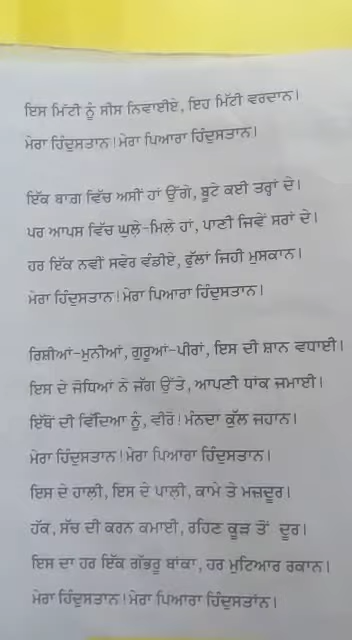 ਇਸ ਮਿੱਟੀ ਨੂੰ ਸੀਸ ਨਿਵਾਈਏ, ਇਹ ਮਿੱਟੀ ਵਰਦਾਨ।
ਮੇਰਾ ਹਿੰਦੁਸਤਾਨ!ਮੇਰਾ ਪਿਆਰਾ ਹਿੰਦੁਸਤਾਨ।
ਇੱਕ ਬਾਗ਼ ਵਿੱਚ ਅਸੀਂ ਹਾਂ ਉੱਗੇ, ਬੂਟੇ ਕਈ ਤਰ੍ਹਾਂ ਦੇ।
ਪਰ ਆਪਸ ਵਿੱਚ ਘੁਲੇ-ਮਿਲੇ ਹਾਂ, ਪਾਣੀ ਜਿਵੇਂ ਸਰਾਂ ਦੇ।
ਹਰ ਇੱਕ ਨਵੀਂ ਸਵੇਰ ਵੰਡੀਏ, ਫੁੱਲਾਂ ਜਿਹੀ ਮੁਸਕਾਨ।
ਮੇਰਾ ਹਿੰਦੁਸਤਾਨ!ਮੇਰਾ ਪਿਆਰਾ ਹਿੰਦੁਸਤਾਨ।
ਰਿਸ਼ੀਆਂ-ਮੁਨੀਆਂ, ਗੁਰੂਆਂ-ਪੀਰਾਂ, ਇਸ ਦੀ ਸ਼ਾਨ ਵਧਾਈ।
ਇਸ ਦੇ ਜੋਧਿਆਂ ਨੇ ਜੱਗ ਉੱਤੇ, ਆਪਣੀ ਧਾਂਕ ਜਮਾਈ।
ਇੱਥੋਂ ਦੀ ਵਿੱਦਿਆ ਨੂੰ, ਵੀਰੋ!ਮੰਨਦਾ ਕੁੱਲ ਜਹਾਨ।
ਮੇਰਾ ਹਿੰਦੁਸਤਾਨ!ਮੇਰਾ ਪਿਆਰਾ ਹਿੰਦੁਸਤਾਨ।
ਇਸ ਦੇ ਹਾਲੀ, ਇਸ ਦੇ ਪਾਲੀ, ਕਾਮੇ ਤੇ ਮਜ਼ਦੂਰ।
ਹੱਕ, ਸੱਚ ਦੀ ਕਰਨ ਕਮਾਈ, ਰਹਿਣ ਕੂੜ ਤੋਂ ਦੂਰ।
ਇਸ ਦਾ ਹਰ ਇੱਕ ਗੱਭਰੂ ਬਾਂਕਾ, ਹਰ ਮੁਟਿਆਰ ਰਕਾਨ।
ਮੇਰਾ ਹਿੰਦੁਸਤਾਨ!ਮੇਰਾ ਪਿਆਰਾ ਹਿੰਦੁਸਤਾਨ।